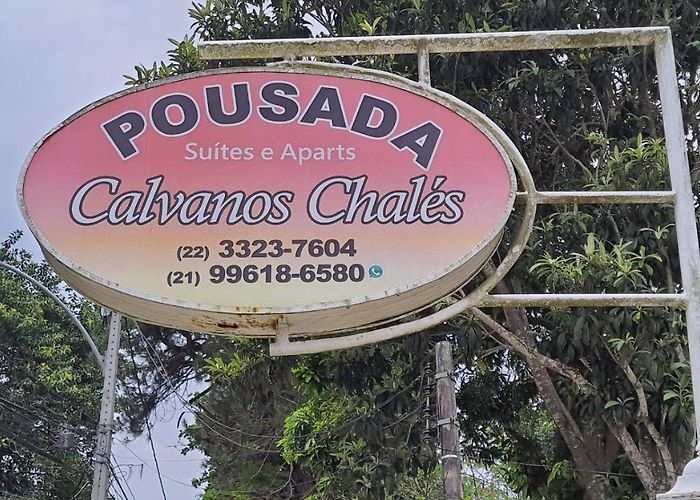 POUSADA
Suítes e Aparts
Calvanos Chalés
(22) 3323-7604
(21) 99618-6580